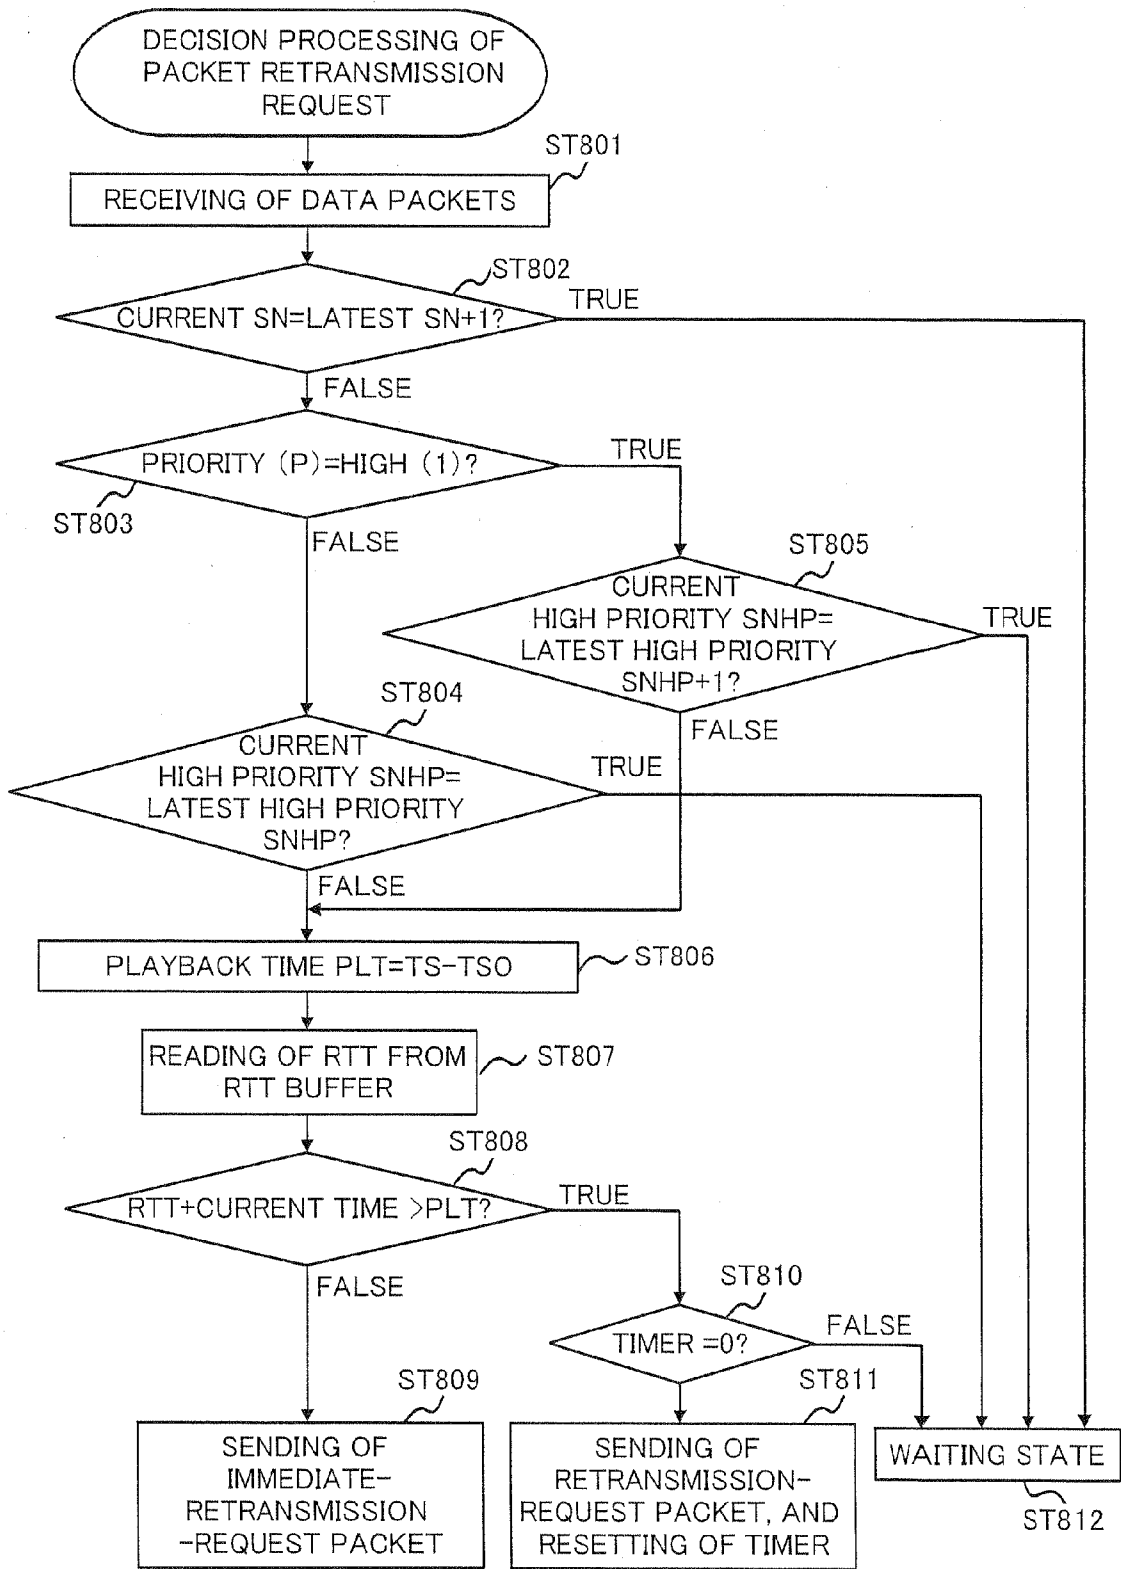 DECISION PROCESSING OF
PACKET RETRANSMISSION
REQUEST
ST801
RECEIVING OF DATA PACKETS
ST802
CURRENT SN=LATEST SN+1?
TRUE
FALSE
PRIORITY (P)=HIGH (1)?
TRUE
ST803
FALSE
ST805
CURRENT
HIGH PRIORITY SNHP=
LATEST HIGH PRIORITY
SNHP+1?
TRUE
FALSE
ST804
CURRENT
HIGH PRIORITY SNHP=
LATEST HIGH PRIORITY
SNHP?
TRUE
FALSE
PLAYBACK TIME PLT=TS-TSO
ST806
READING OF RTT FROM
RTT BUFFER
ST807
ST808
RTT+CURRENT TIME >PLT?
TRUE
FALSE
ST810
TIMER =0?
FALSE
ST809
SENDING OF
IMMEDIATE-
RETRANSMISSION
-REQUEST PACKET
ST811
SENDING OF
RETRANSMISSION-
REQUEST PACKET, AND
RESETTING OF TIMER
WAITING STATE
ST812